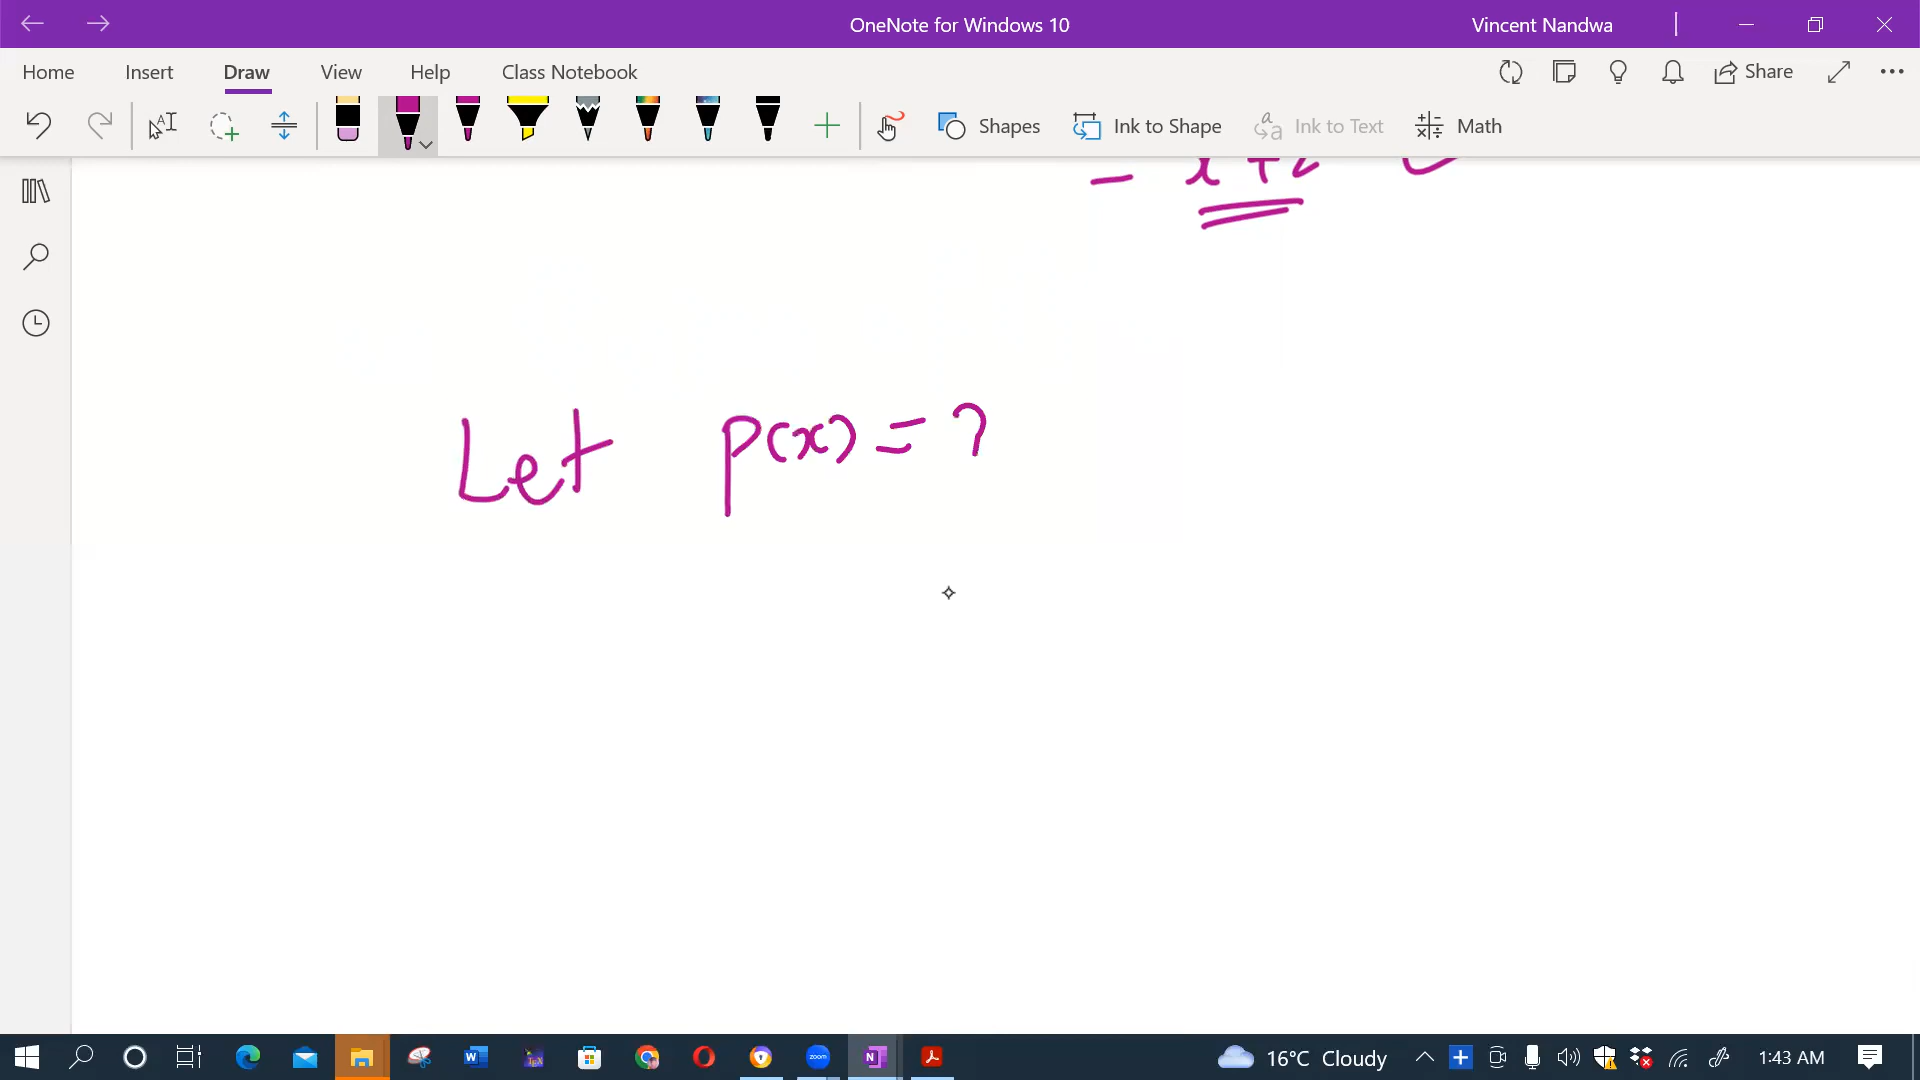 OneNote for Windows 10
Vincent Nandwa
Home Insert Draw View Help Class Notebook Share
Shapes Ink to Shape Ink to Text Math
Let p(x) = ?
16°C Cloudy 1:43 AM